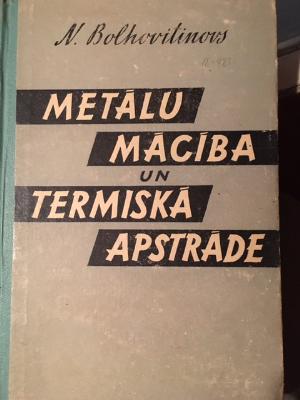 N. Bolhovitinovs
METĀLU
MĀCĪBA
UN
TERMISKĀ
APSTRĀDE